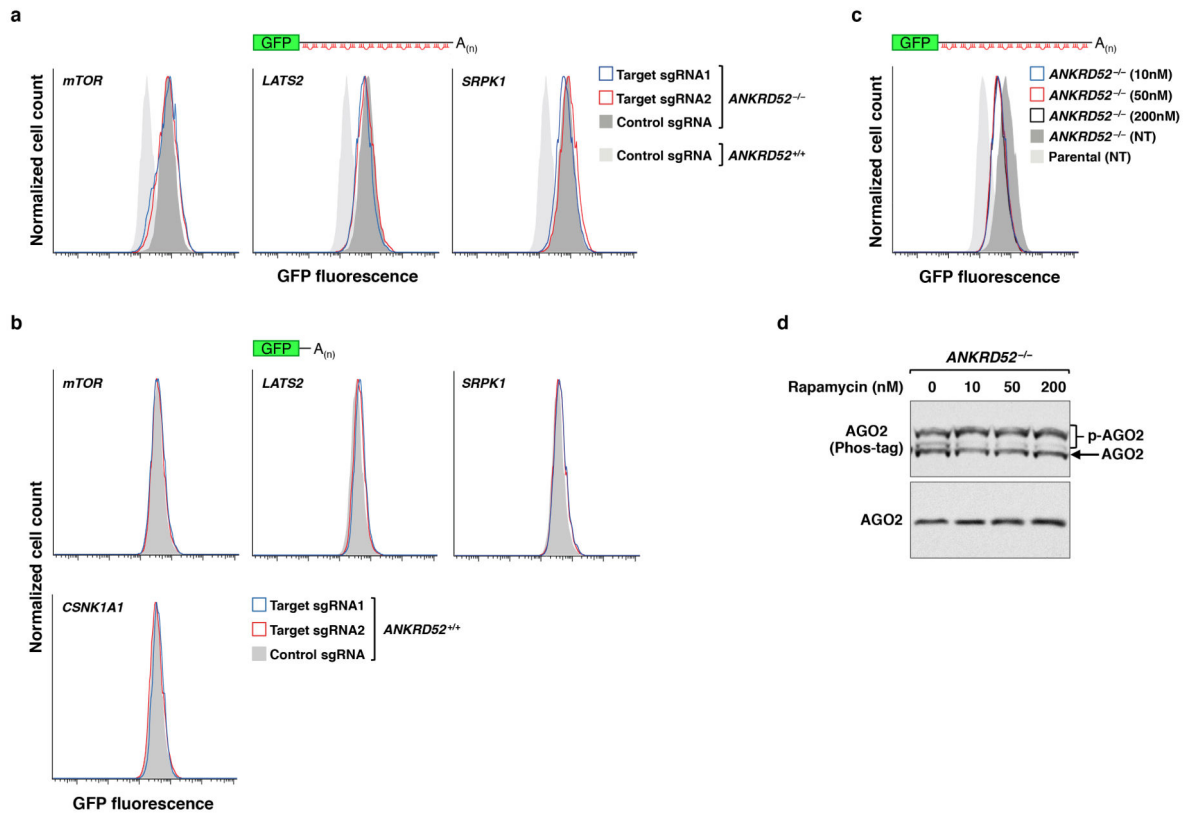 a
GFP
A(n)
mTOR
LATS2
SRPK1
Target sgRNA1
Target sgRNA2
Control sgRNA
ANKRD52−/−
Control sgRNA
ANKRD52+/+
Normalized cell count
GFP fluorescence
b
GFP
A(n)
mTOR
LATS2
SRPK1
CSNK1A1
Target sgRNA1
Target sgRNA2
Control sgRNA
ANKRD52+/+
Normalized cell count
GFP fluorescence
c
GFP
A(n)
ANKRD52−/− (10nM)
ANKRD52−/− (50nM)
ANKRD52−/− (200nM)
ANKRD52−/− (NT)
Parental (NT)
Normalized cell count
GFP fluorescence
d
ANKRD52−/−
Rapamycin (nM) 0 10 50 200
AGO2
(Phos-tag)
p-AGO2
AGO2
AGO2